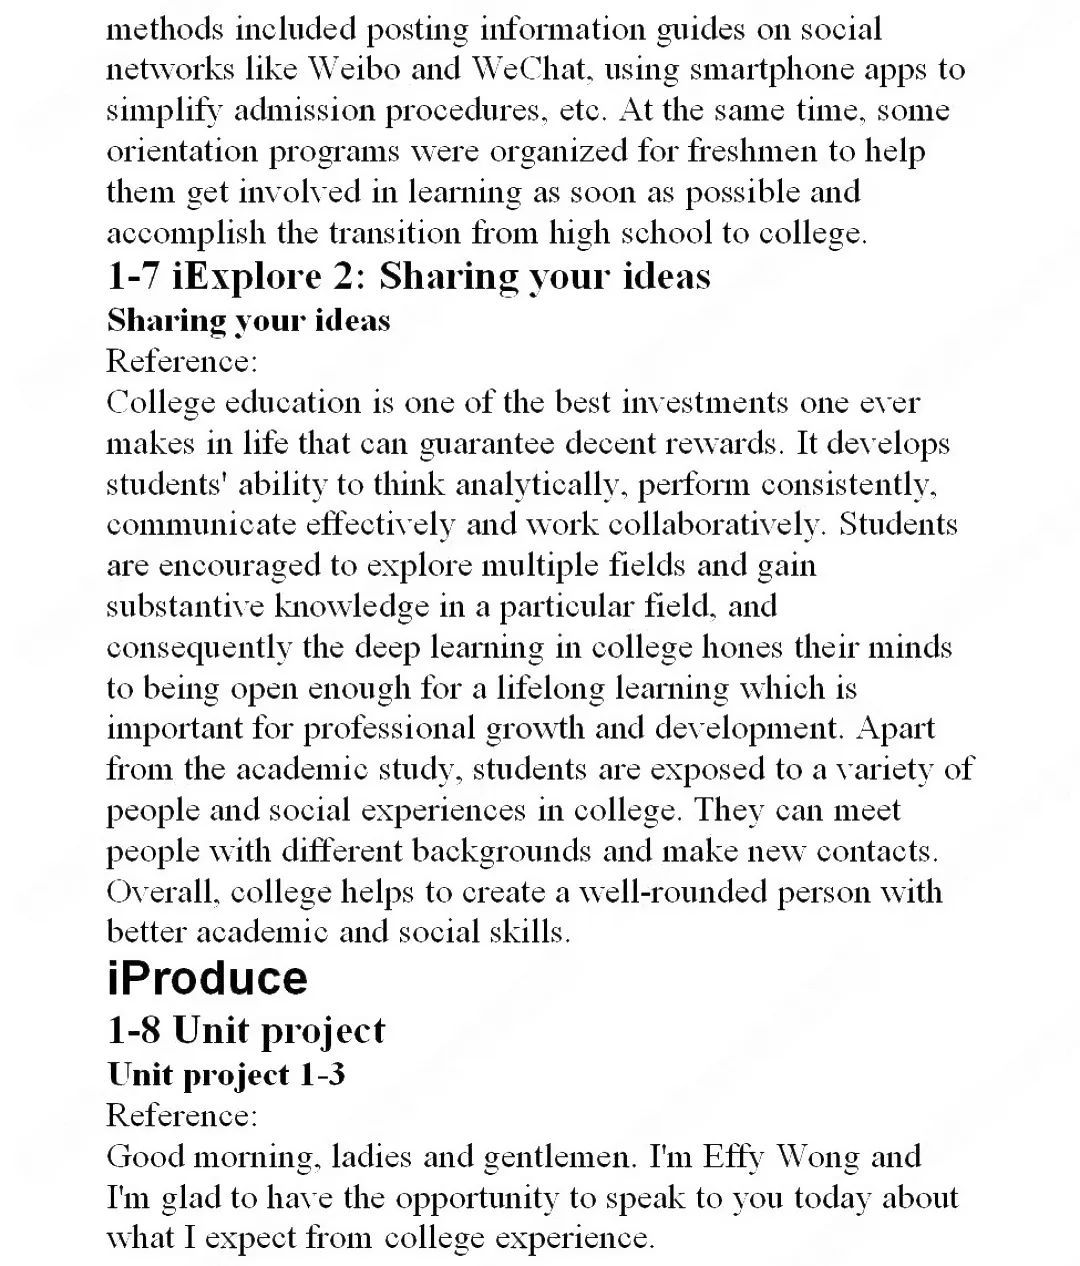 methods included posting information guides on social
networks like Weibo and WeChat, using smartphone apps to
simplify admission procedures, etc. At the same time, some
orientation programs were organized for freshmen to help
them get involved in learning as soon as possible and
accomplish the transition from high school to college.
1-7 iExplore 2: Sharing your ideas
Sharing your ideas
Reference:
College education is one of the best investments one ever
makes in life that can guarantee decent rewards. It develops
students' ability to think analytically, perform consistently,
communicate effectively and work collaboratively. Students
are encouraged to explore multiple fields and gain
substantive knowledge in a particular field, and
consequently the deep learning in college hones their minds
to being open enough for a lifelong learning which is
important for professional growth and development. Apart
from the academic study, students are exposed to a variety of
people and social experiences in college. They can meet
people with different backgrounds and make new contacts.
Overall, college helps to create a well-rounded person with
better academic and social skills.
iProduce
1-8 Unit project
Unit project 1-3
Reference:
Good morning, ladies and gentlemen. I'm Effy Wong and
I'm glad to have the opportunity to speak to you today about
what I expect from college experience.